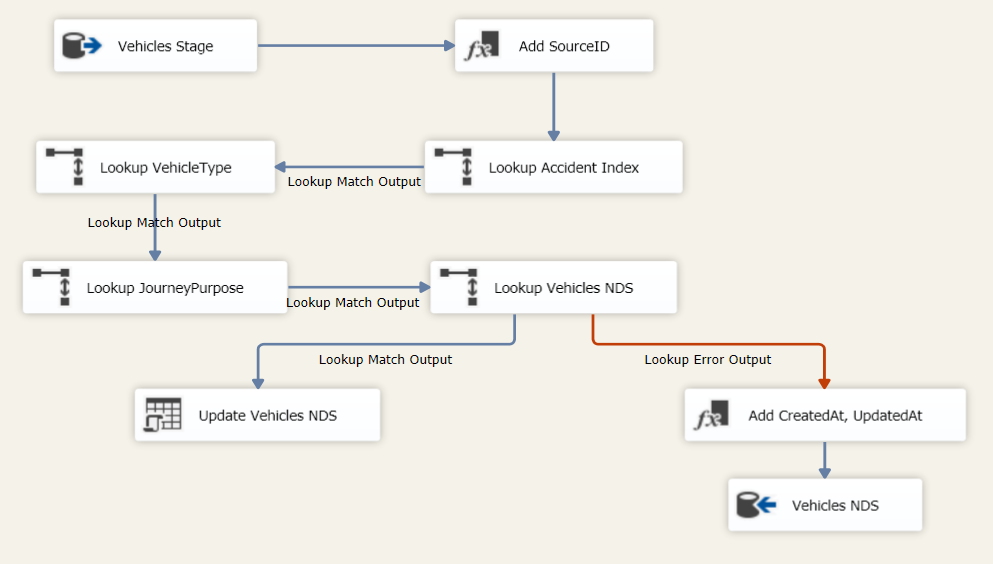 Vehicles Stage
Add SourceID
Lookup VehicleType
Lookup Match Output
Lookup Accident Index
Lookup Match Output
Lookup JourneyPurpose
Lookup Match Output
Lookup Vehicles NDS
Lookup Match Output
Lookup Error Output
Update Vehicles NDS
Add CreatedAt, UpdatedAt
Vehicles NDS